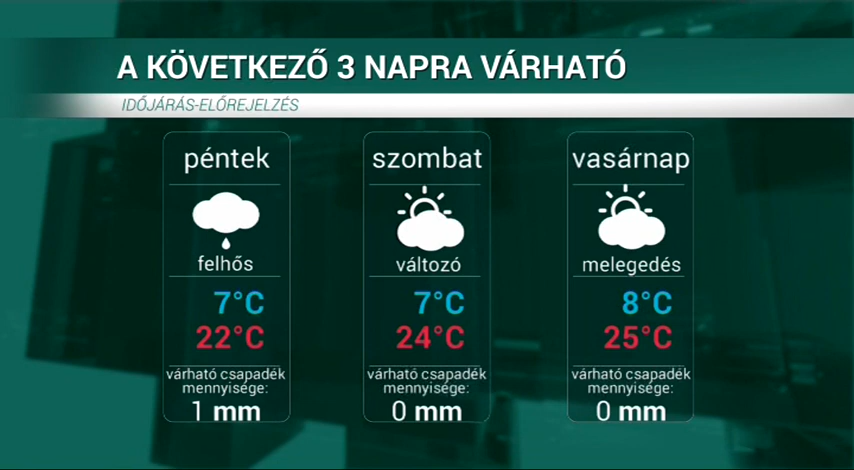 A KÖVETKEZŐ 3 NAPRA VÁRHATÓ
IDŐJÁRÁS-ELŐREJELZÉS
péntek
felhős
7°C
22°C
várható csapadék
mennyisége:
1 mm
szombat
változó
7°C
24°C
várható csapadék
mennyisége:
0 mm
vasárnap
melegedés
8°C
25°C
várható csapadék
mennyisége:
0 mm